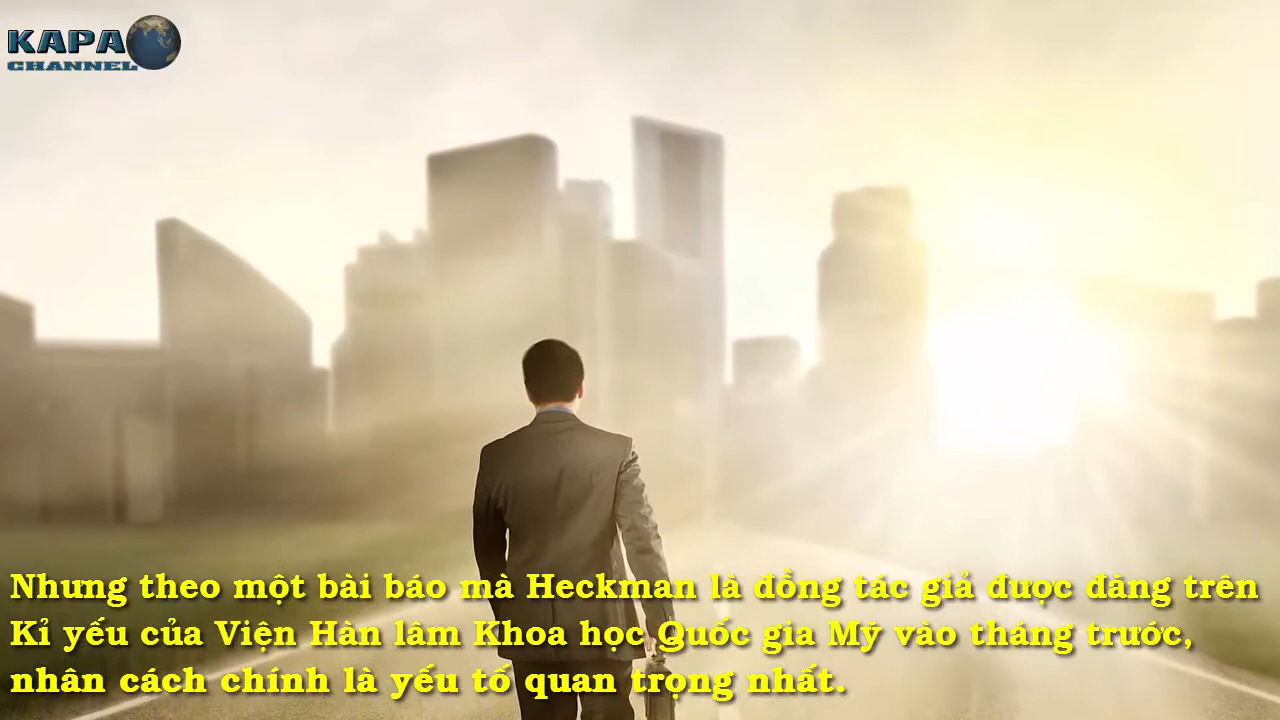 KAPA
CHANNEL
Nhưng theo một bài báo mà Heckman là đồng tác giả được đăng trên
Kỉ yếu của Viện Hàn lâm Khoa học Quốc gia Mỹ vào tháng trước,
nhân cách chính là yếu tố quan trọng nhất.